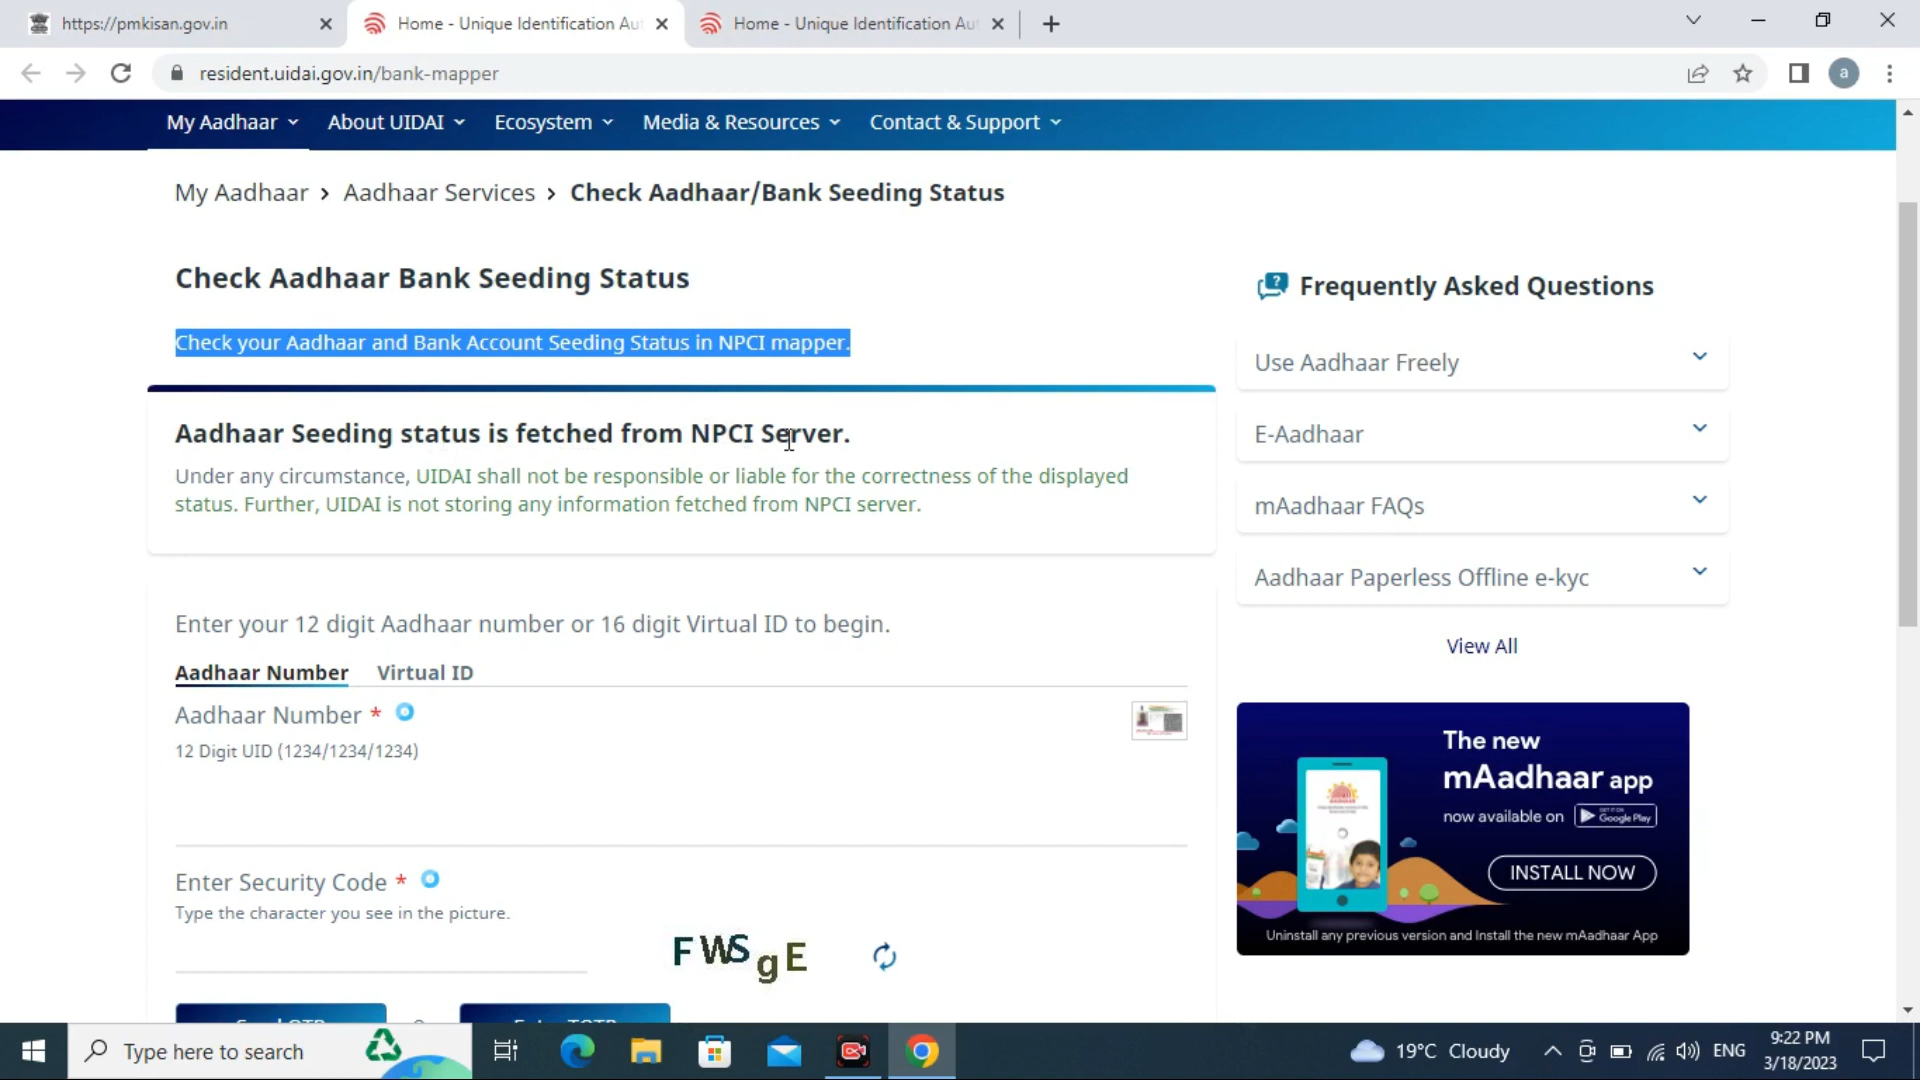 https://pmkisan.gov.in
Home - Unique Identification Au
Home - Unique Identification Au
resident.uidai.gov.in/bank-mapper
a
My Aadhaar
About UIDAI
Ecosystem
Media & Resources
Contact & Support
My Aadhaar > Aadhaar Services > Check Aadhaar/Bank Seeding Status
Check Aadhaar Bank Seeding Status
Check your Aadhaar and Bank Account Seeding Status in NPCI mapper.
Aadhaar Seeding status is fetched from NPCI Server.
Under any circumstance, UIDAI shall not be responsible or liable for the correctness of the displayed
status. Further, UIDAI is not storing any information fetched from NPCI server.
Enter your 12 digit Aadhaar number or 16 digit Virtual ID to begin.
Aadhaar Number
Virtual ID
Aadhaar Number *
12 Digit UID (1234/1234/1234)
Enter Security Code *
Type the character you see in the picture.
FWSgE
Send OTP
Enter TOTP
Frequently Asked Questions
Use Aadhaar Freely
E-Aadhaar
mAadhaar FAQs
Aadhaar Paperless Offline e-kyc
View All
The new
mAadhaar app
now available on
GET IT ON
Google Play
INSTALL NOW
Uninstall any previous version and Install the new mAadhaar App
Type here to search
19°C Cloudy
ENG
9:22 PM
3/18/2023